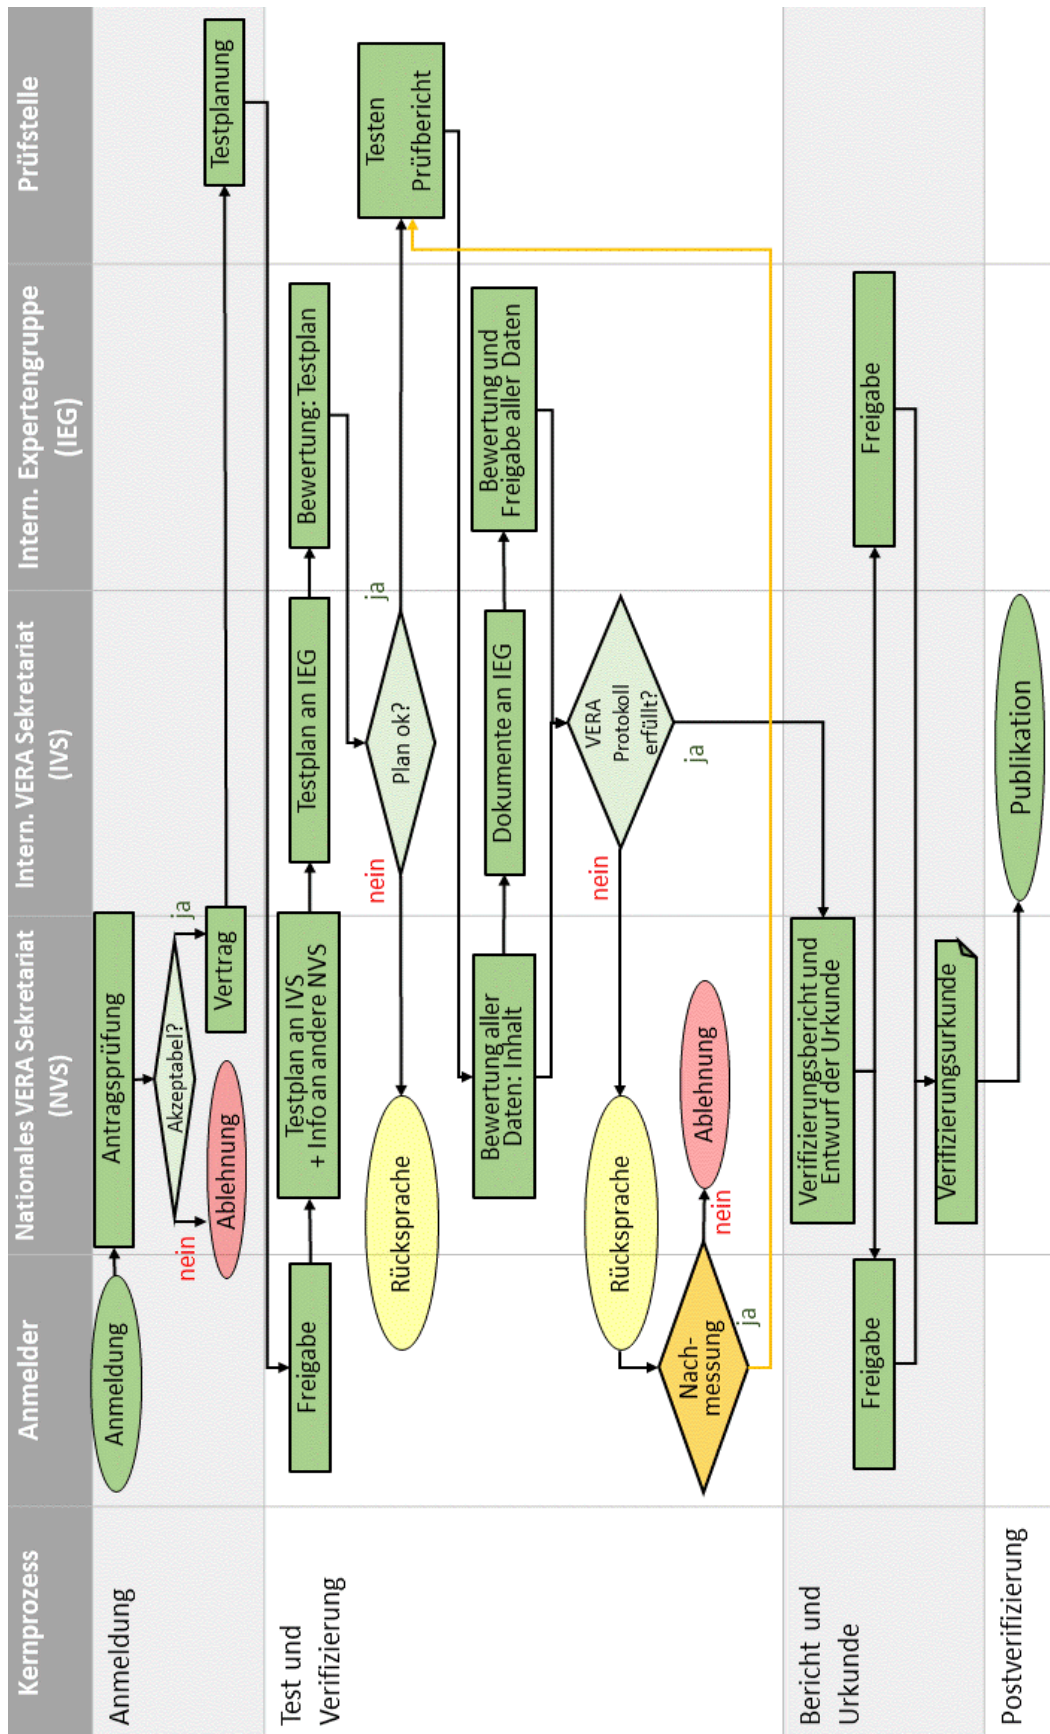 Kernprozess
Anmelder
Nationales VERA Sekretariat
(NVS)
Intern. VERA Sekretariat
(IVS)
Intern. Expertengruppe
(IEG)
Prüfstelle
Anmeldung
Anmeldung
Antragsprüfung
Akzeptabel?
nein
ja
Ablehnung
Vertrag
Testplanung
Test und
Verifizierung
Freigabe
Testplan an IVS
+ Info an andere NVS
Testplan an IEG
Bewertung: Testplan
Plan ok?
nein
ja
Rücksprache
Testen
Prüfbericht
Bewertung aller
Daten: Inhalt
Dokumente an IEG
Bewertung und
Freigabe aller Daten
VERA
Protokoll
erfüllt?
nein
ja
Rücksprache
Nach-
messung
nein
ja
Ablehnung
Bericht und
Urkunde
Verifizierungsbericht und
Entwurf der Urkunde
Freigabe
Freigabe
Verifizierungsurkunde
Postverifizierung
Publikation